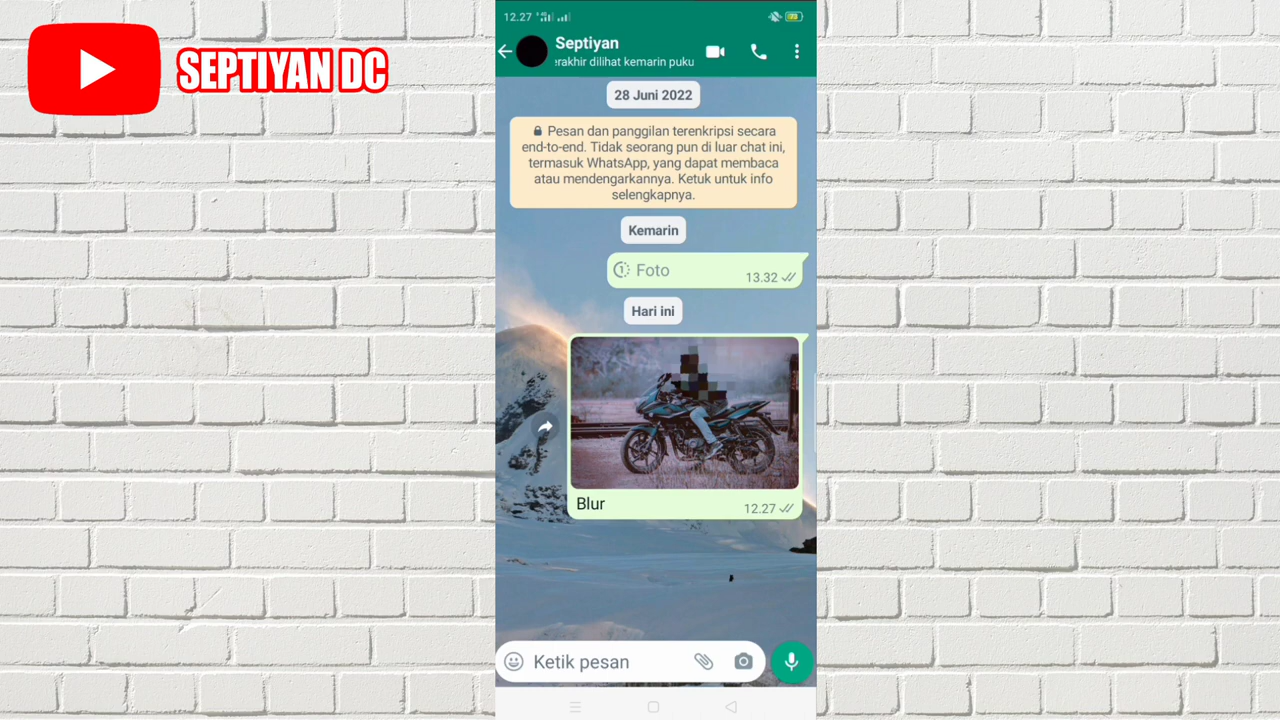 SEPTIYAN DC
12.27
73
Septiyan
erakhir dilihat kemarin puku
28 Juni 2022
Pesan dan panggilan terenkripsi secara
end-to-end. Tidak seorang pun di luar chat ini,
termasuk WhatsApp, yang dapat membaca
atau mendengarkannya. Ketuk untuk info
selengkapnya.
Kemarin
Foto
13.32
Hari ini
Blur
12.27
Ketik pesan